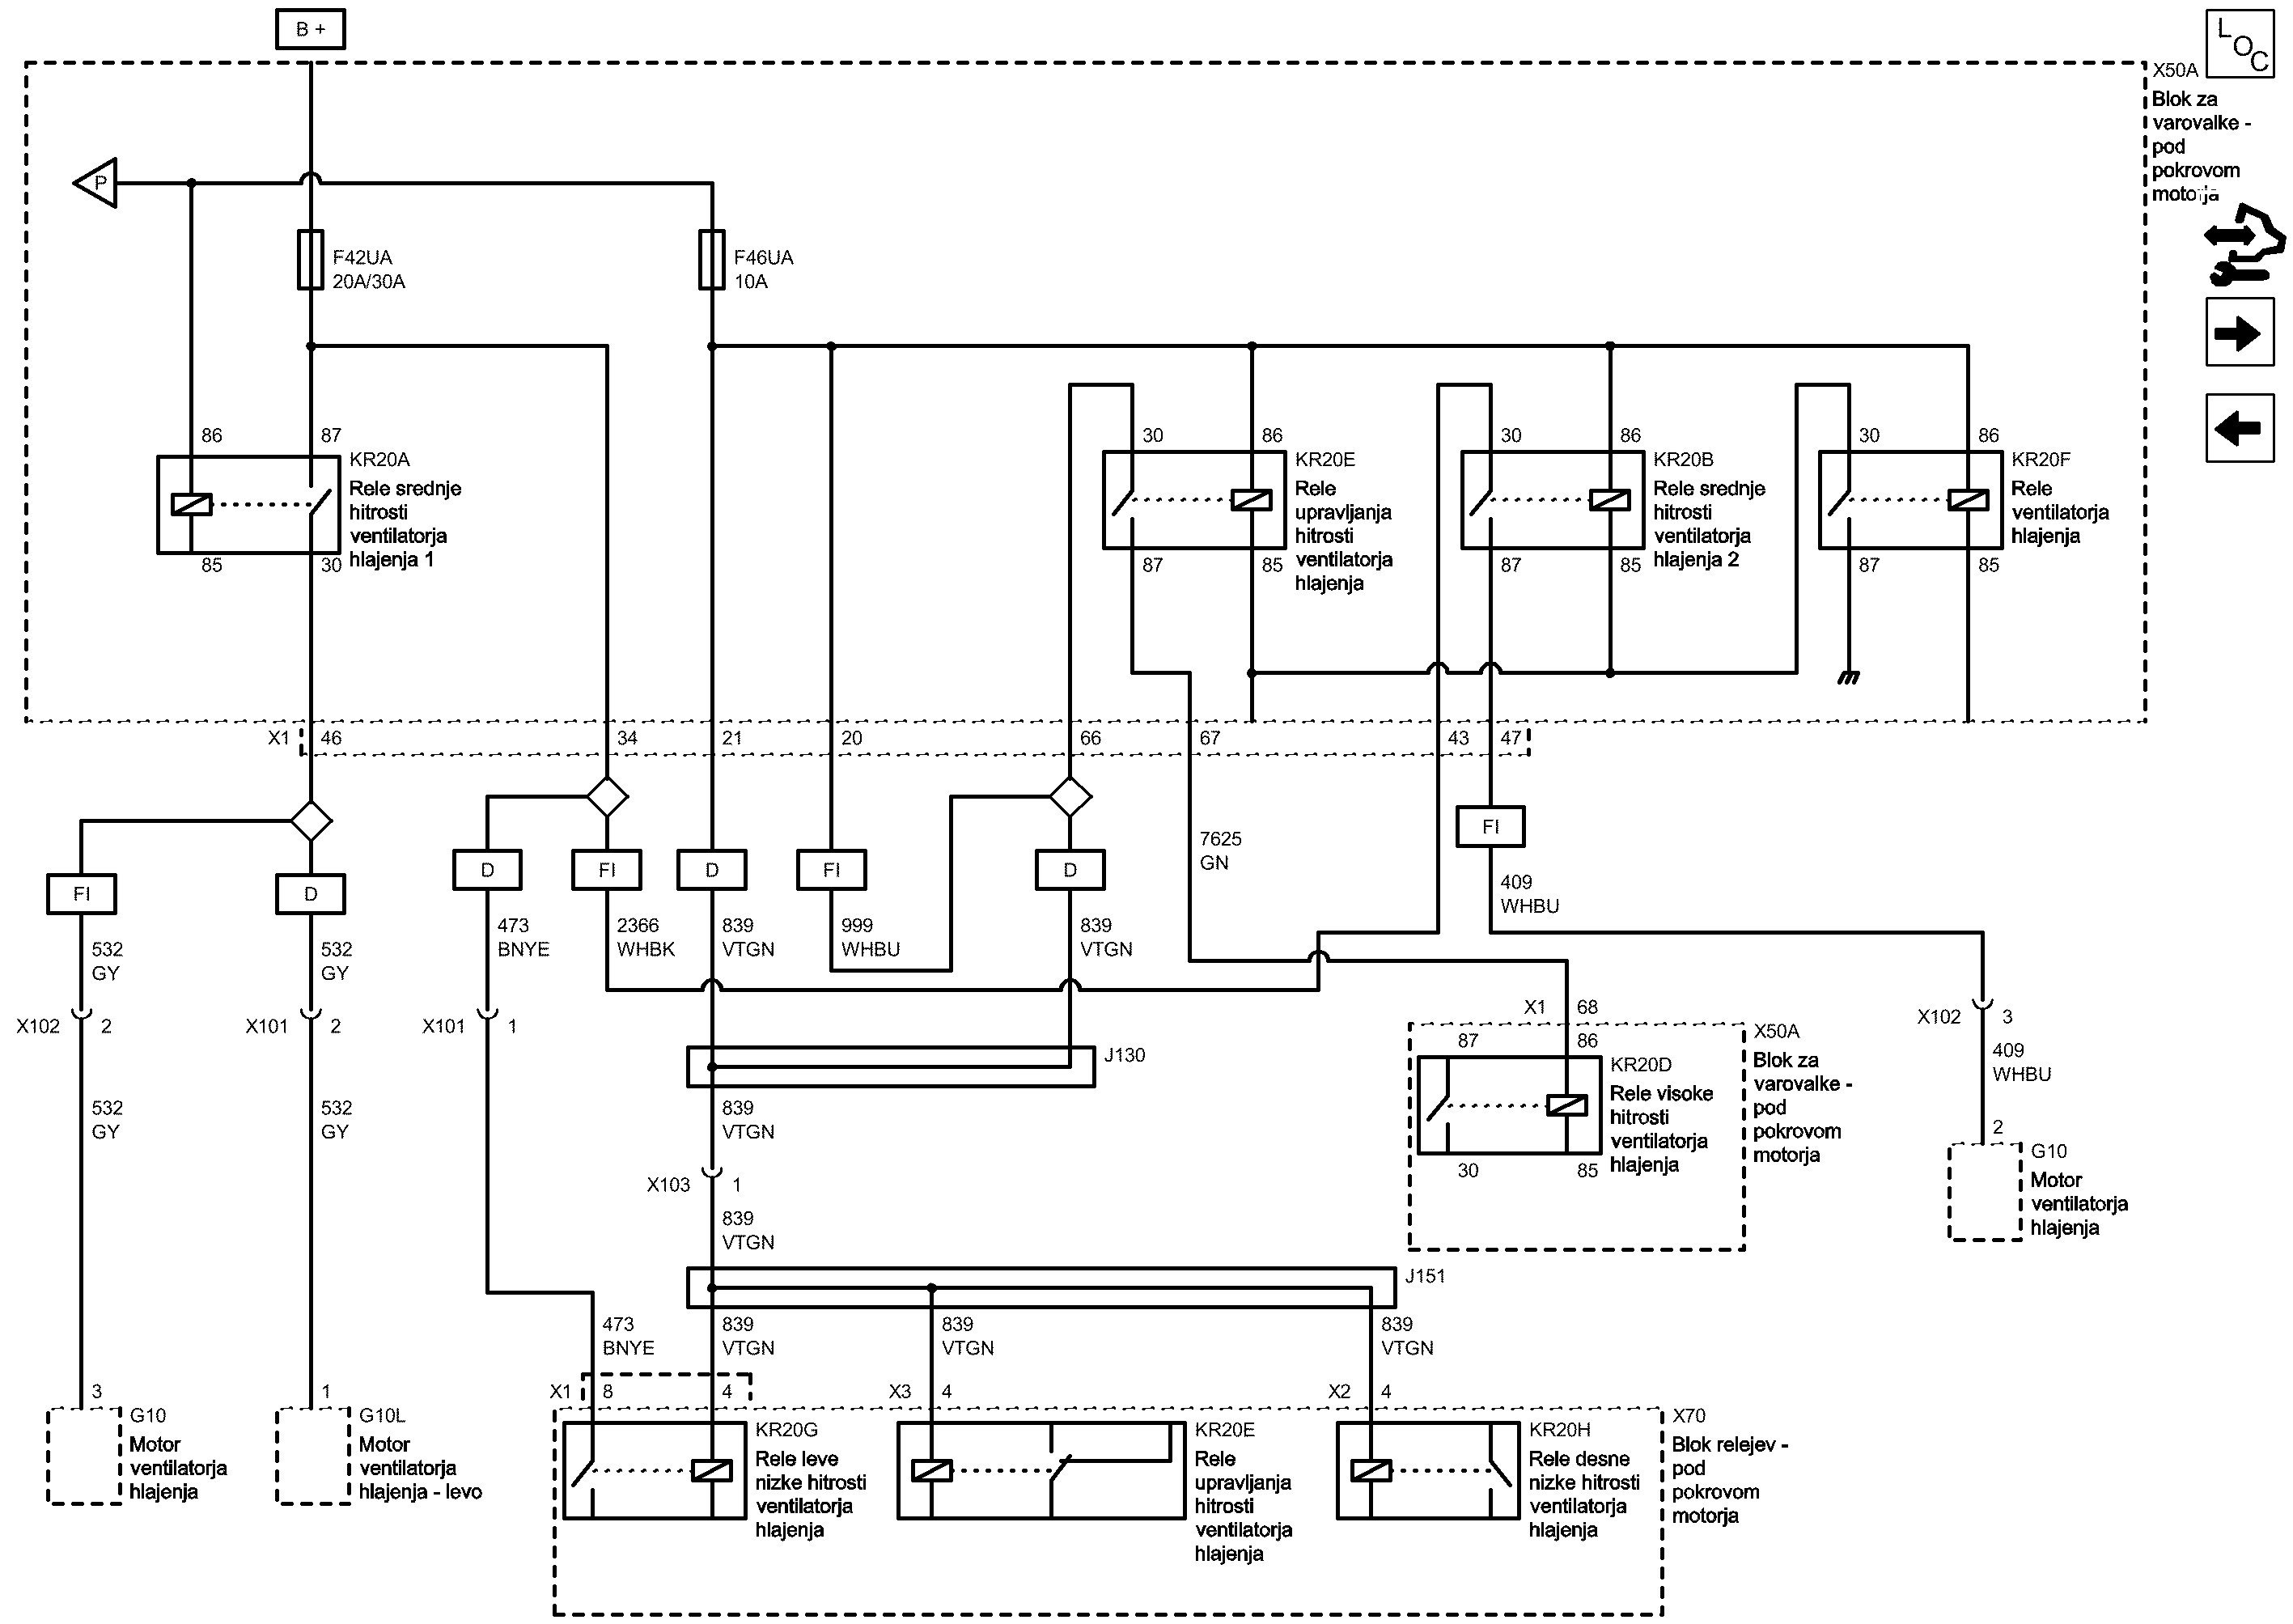 B +
L
O
C
X50A
Blok za
varovalke -
pod
pokrovom
motorja
P
F42UA
20A/30A
F46UA
10A
86
87
KR20A
Rele srednje
hitrosti
ventilatorja
hlajenja 1
85
30
30
86
KR20E
Rele
upravljanja
hitrosti
ventilatorja
hlajenja
87
85
30
86
KR20B
Rele srednje
hitrosti
ventilatorja
hlajenja 2
87
85
30
86
KR20F
Rele
ventilatorja
hlajenja
87
85
X1
46
34
21
20
66
67
43
47
FI
D
D
FI
D
FI
D
FI
532
GY
532
GY
473
BNYE
2366
WHBK
839
VTGN
999
WHBU
839
VTGN
7625
GN
409
WHBU
X102
2
X101
2
X101
1
X1
68
X102
3
532
GY
532
GY
J130
839
VTGN
X103
1
839
VTGN
87
86
KR20D
Rele visoke
hitrosti
ventilatorja
hlajenja
30
85
X50A
Blok za
varovalke -
pod
pokrovom
motorja
409
WHBU
2
G10
Motor
ventilatorja
hlajenja
J151
473
BNYE
839
VTGN
839
VTGN
839
VTGN
3
G10
Motor
ventilatorja
hlajenja
1
G10L
Motor
ventilatorja
hlajenja - levo
X1
8
4
X3
4
X2
4
KR20G
Rele leve
nizke hitrosti
ventilatorja
hlajenja
KR20E
Rele
upravljanja
hitrosti
ventilatorja
hlajenja
KR20H
Rele desne
nizke hitrosti
ventilatorja
hlajenja
X70
Blok relejev -
pod
pokrovom
motorja